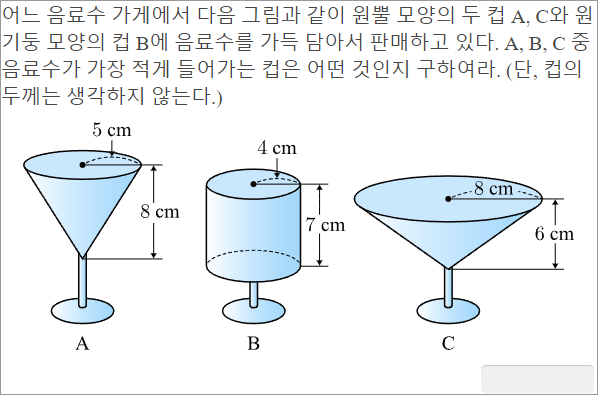 어느 음료수 가게에서 다음 그림과 같이 원뿔 모양의 두 컵 A, C와 원
기둥 모양의 컵 B에 음료수를 가득 담아서 판매하고 있다. A, B, C 중
음료수가 가장 적게 들어가는 컵은 어떤 것인지 구하여라. (단, 컵의
두께는 생각하지 않는다.)
5 cm
8 cm
A
4 cm
7 cm
B
8 cm
6 cm
C